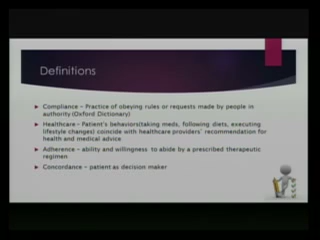 Definitions
Compliance – Practice of obeying rules or requests made by people in
authority (Oxford Dictionary)
Healthcare – Patient's behaviors(taking meds, following diets, executing
lifestyle changes) coincide with healthcare providers' recommendation for
health and medical advice
Adherence – ability and willingness to abide by a prescribed therapeutic
regimen
Concordance – patient as decision maker